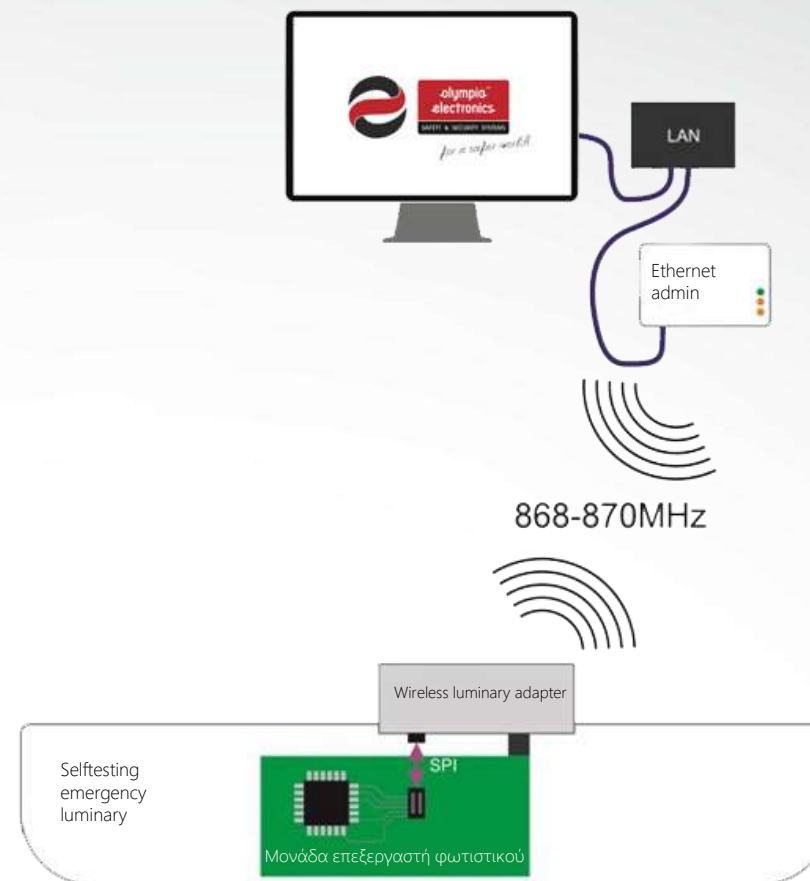 olympia
electronics
SAFETY & SECURITY SYSTEMS
for a safer world!
LAN
Ethernet
admin
868-870MHz
Wireless luminary adapter
SPI
Selftesting
emergency
luminary
Μονάδα επεξεργαστή φωτιστικού